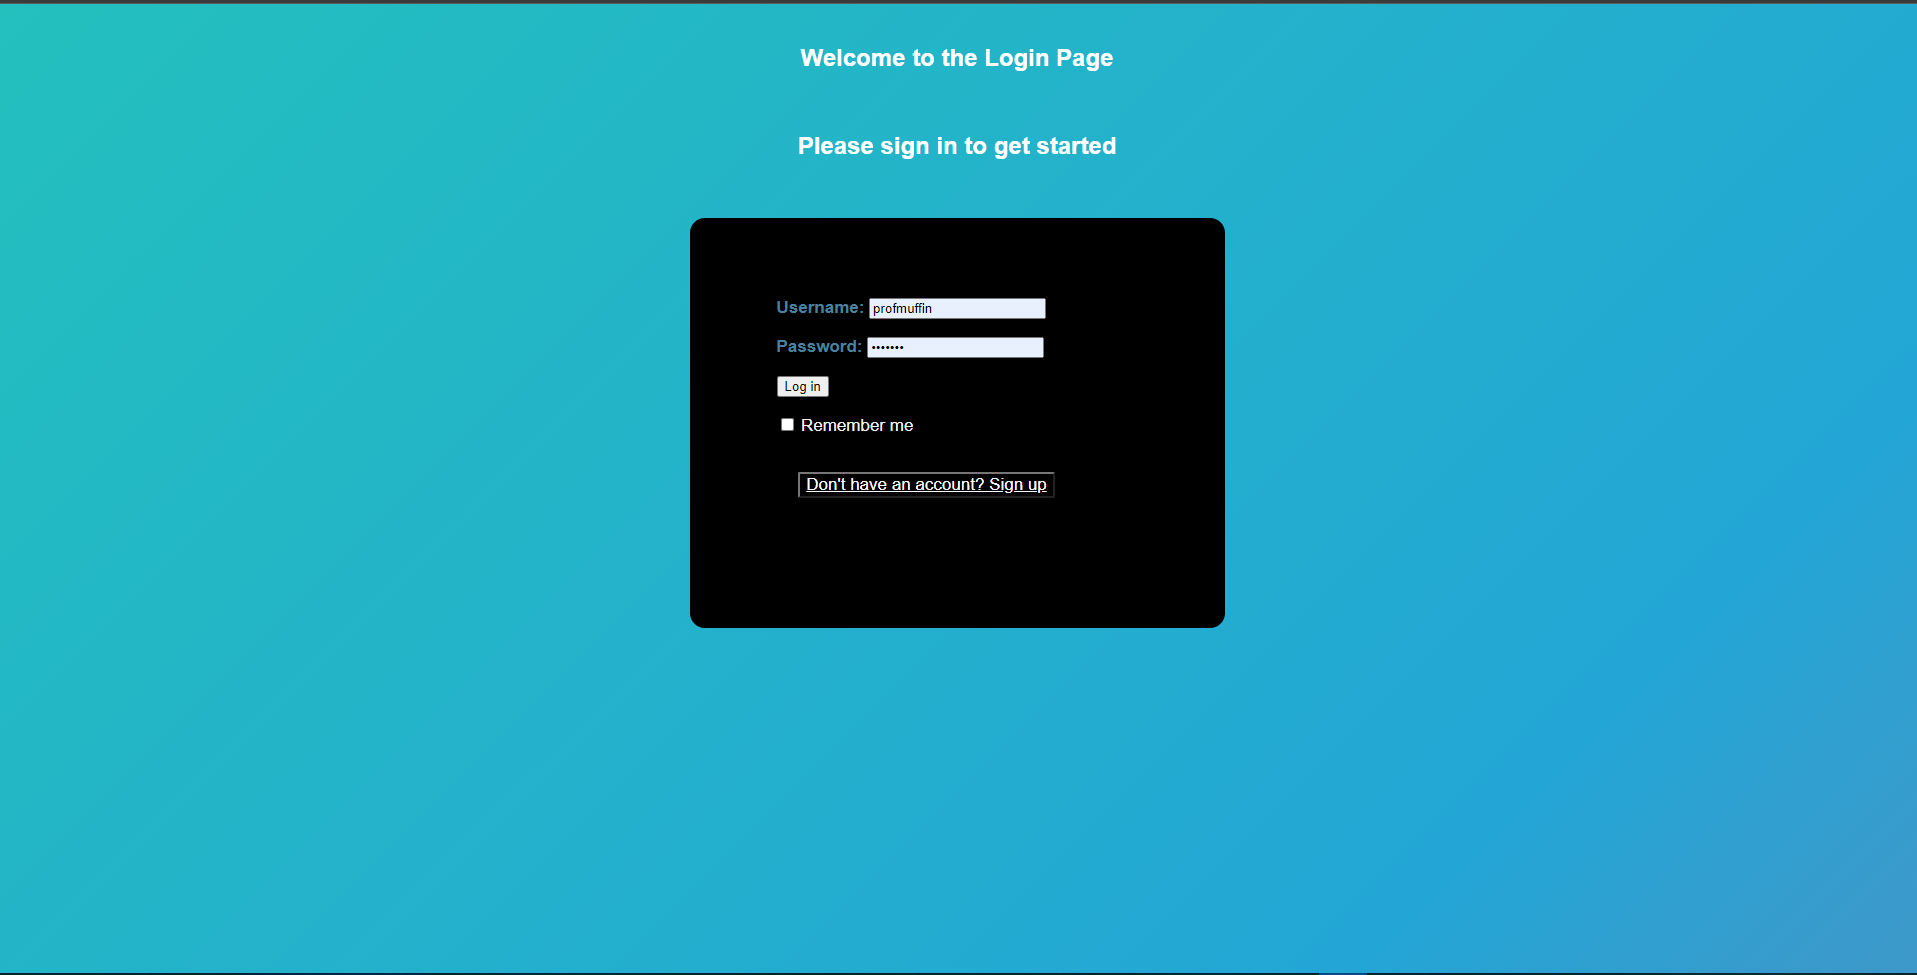 Welcome to the Login Page
Please sign in to get started
Username: profmuffin
Password: •••••••
Log in
Remember me
Don't have an account? Sign up